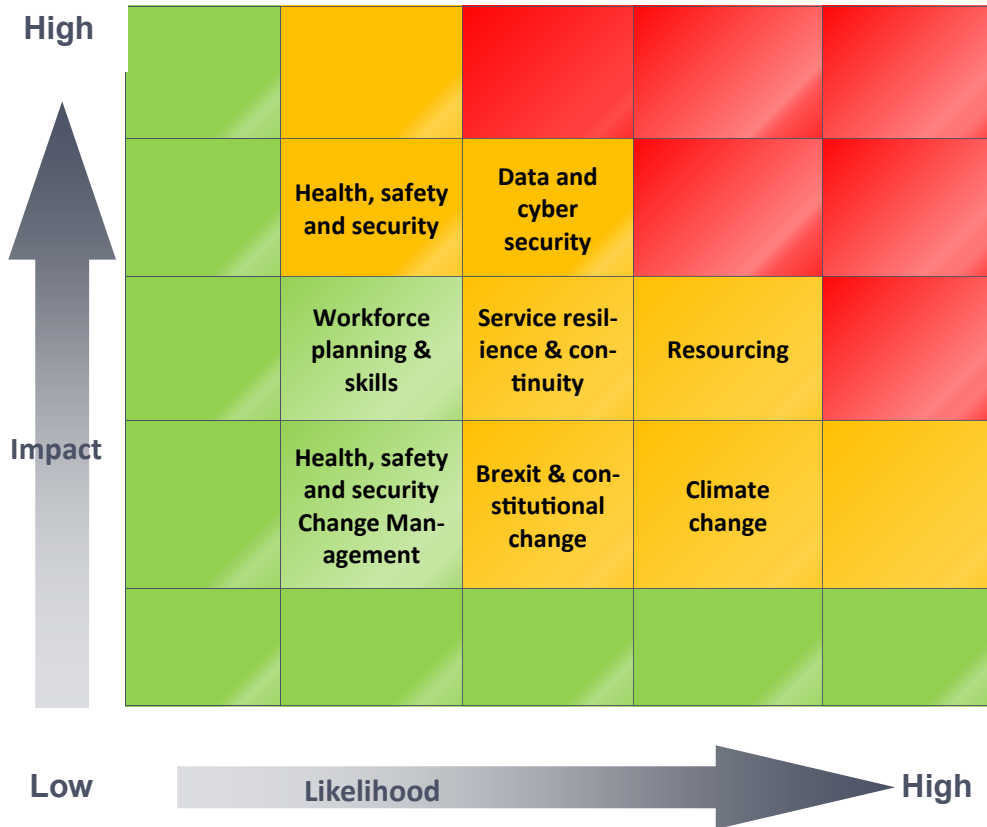 High
Health, safety
and security
Data and
cyber
security
Workforce
planning &
skills
Service resil-
ience & con-
tinuity
Resourcing
Impact
Health, safety
and security
Change Man-
agement
Brexit & con-
stitutional
change
Climate
change
Low
Likelihood
High